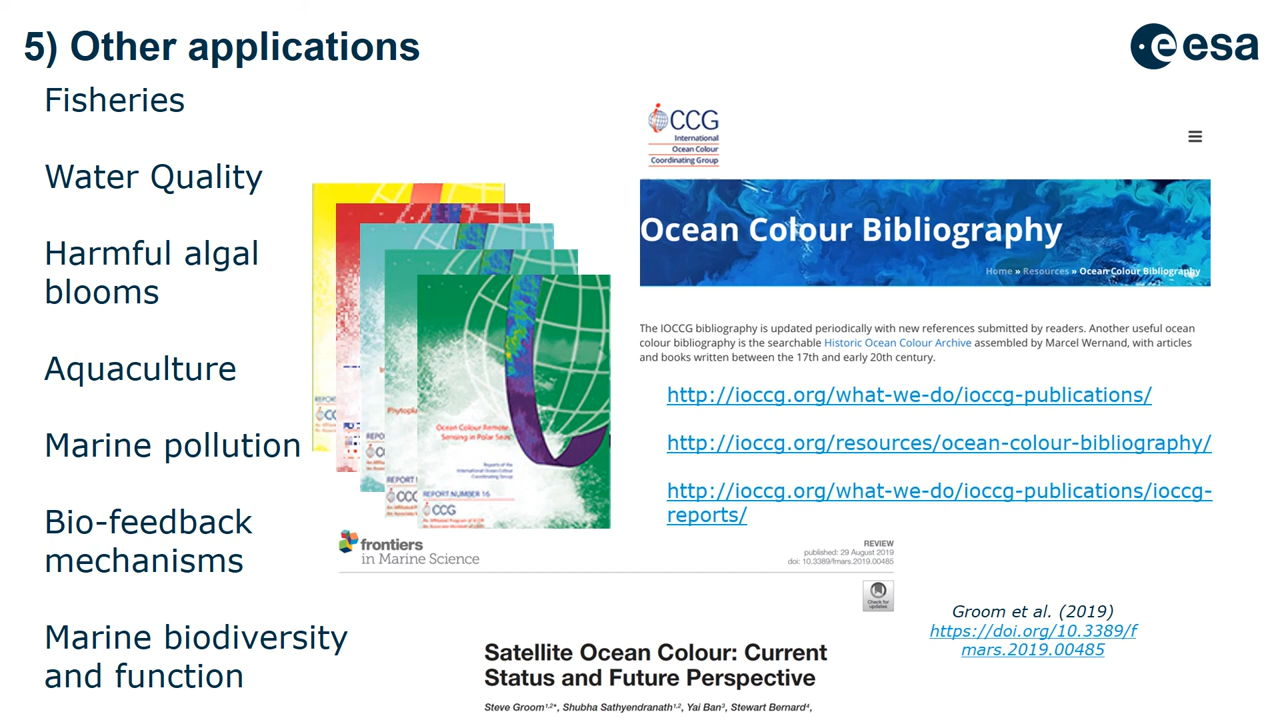 5) Other applications
esa
Fisheries
Water Quality
Harmful algal
blooms
Aquaculture
Marine pollution
Bio-feedback
mechanisms
Marine biodiversity
and function
Ocean Colour Remote
Sensing in Polar Seas
Reports of the
International Ocean Colour
Coordinating Group
REPORT NUMBER 16
IOCCG
IOCCG
International
Ocean Colour
Coordinating Group
Ocean Colour Bibliography
Home » Resources » Ocean Colour Bibliography
The IOCCG bibliography is updated periodically with new references submitted by readers. Another useful ocean
colour bibliography is the searchable Historic Ocean Colour Archive assembled by Marcel Wernand, with articles
and books written between the 17th and early 20th century.
http://ioccg.org/what-we-do/ioccg-publications/
http://ioccg.org/resources/ocean-colour-bibliography/
http://ioccg.org/what-we-do/ioccg-publications/ioccg-
reports/
frontiers
in Marine Science
REVIEW
published: 29 August 2019
doi: 10.3389/fmars.2019.00485
Check for
updates
Satellite Ocean Colour: Current
Status and Future Perspective
Steve Groom1,2*, Shubha Sathyendranath1,2, Yai Ban3, Stewart Bernard4,
Groom et al. (2019)
https://doi.org/10.3389/f
mars.2019.00485